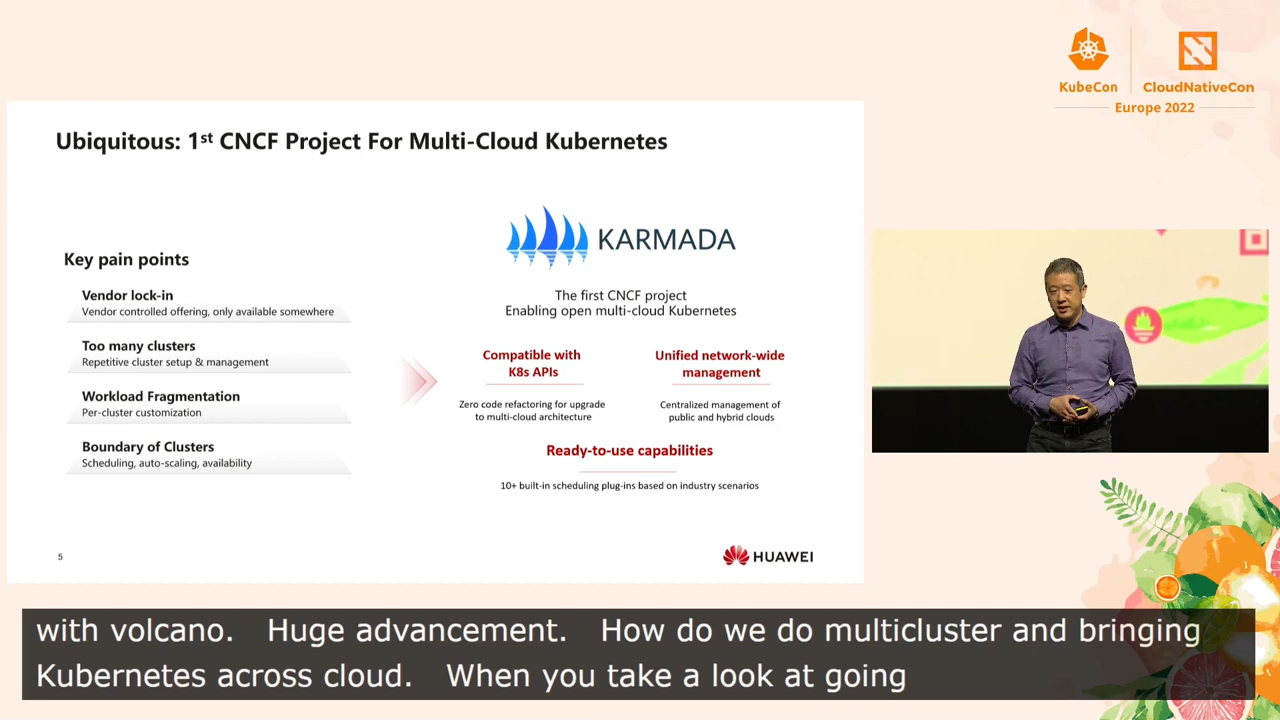 KubeCon
CloudNativeCon
Europe 2022
Ubiquitous: 1st CNCF Project For Multi-Cloud Kubernetes
Key pain points
Vendor lock-in
Vendor controlled offering, only available somewhere
Too many clusters
Repetitive cluster setup & management
Workload Fragmentation
Per-cluster customization
Boundary of Clusters
Scheduling, auto-scaling, availability
KARMADA
The first CNCF project
Enabling open multi-cloud Kubernetes
Compatible with
K8s APIs
Zero code refactoring for upgrade
to multi-cloud architecture
Unified network-wide
management
Centralized management of
public and hybrid clouds
Ready-to-use capabilities
10+ built-in scheduling plug-ins based on industry scenarios
5
HUAWEI
with volcano. Huge advancement. How do we do multicluster and bringing
Kubernetes across cloud. When you take a look at going